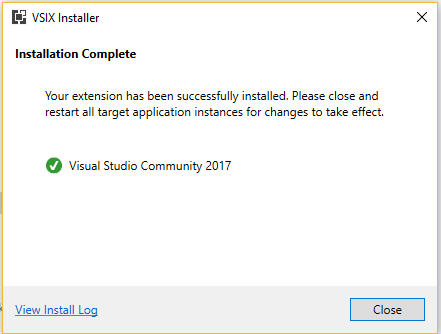 VSIX Installer
Installation Complete
Your extension has been successfully installed. Please close and
restart all target application instances for changes to take effect.
Visual Studio Community 2017
View Install Log
Close